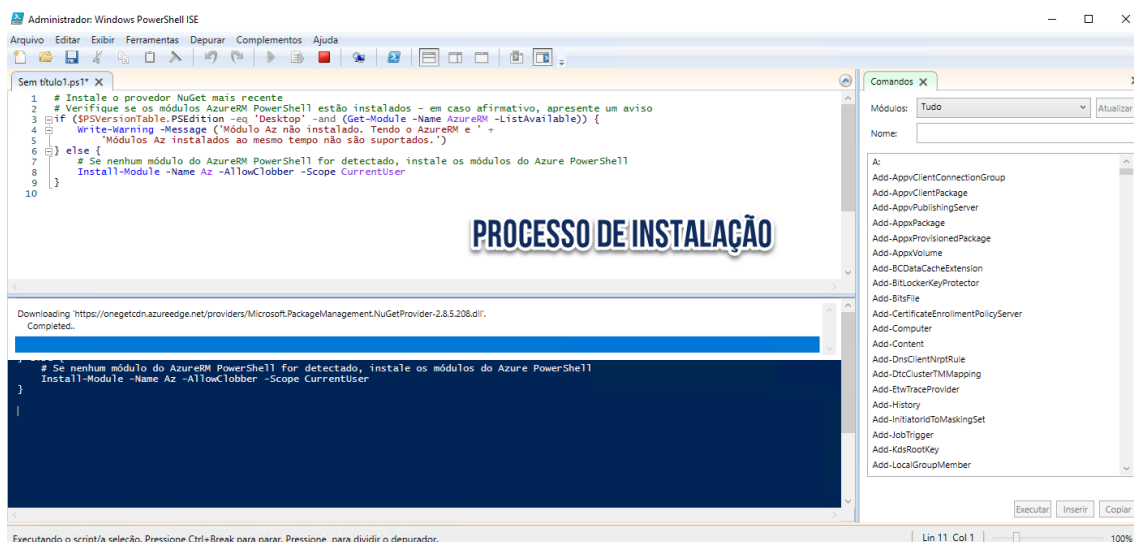 Administrador: Windows PowerShell ISE
Arquivo Editar Exibir Ferramentas Depurar Complementos Ajuda
Sem título1.ps1* X
1 # Instale o provedor NuGet mais recente
2 # Verifique se os módulos AzureRM PowerShell estão instalados - em caso afirmativo, apresente um aviso
3 if ($PSVersionTable.PSEdition -eq 'Desktop' -and (Get-Module -Name AzureRM -ListAvailable)) {
4 Write-Warning -Message ('Módulo Az não instalado. Tendo o AzureRM e ' +
5 'Módulos Az instalados ao mesmo tempo não são suportados.')
6 } else {
7 # Se nenhum módulo do AzureRM PowerShell for detectado, instale os módulos do Azure PowerShell
8 Install-Module -Name Az -AllowClobber -Scope CurrentUser
9 }
10
PROCESSO DE INSTALAÇÃO
Downloading 'https://onegetcdn.azureedge.net/providers/Microsoft.PackageManagement.NuGetProvider-2.8.5.208.dll'.
Completed..
} else {
# Se nenhum módulo do AzureRM PowerShell for detectado, instale os módulos do Azure PowerShell
Install-Module -Name Az -AllowClobber -Scope CurrentUser
}
Comandos X
Módulos: Tudo Atualizar
Nome:
A:
Add-AppvClientConnectionGroup
Add-AppvClientPackage
Add-AppvPublishingServer
Add-AppxPackage
Add-AppxProvisionedPackage
Add-AppxVolume
Add-BCDataCacheExtension
Add-BitLockerKeyProtector
Add-BitsFile
Add-CertificateEnrollmentPolicyServer
Add-Computer
Add-Content
Add-DnsClientNrptRule
Add-DtcClusterTMMapping
Add-EtwTraceProvider
Add-History
Add-InitiatorIdToMaskingSet
Add-JobTrigger
Add-KdsRootKey
Add-LocalGroupMember
Executar Inserir Copiar
Executando o script/a seleção. Pressione Ctrl+Break para parar. Pressione para dividir o depurador.
Lin 11 Col 1 100%